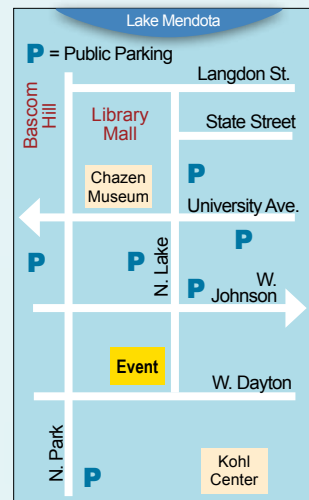 Lake Mendota
P = Public Parking
Langdon St.
Bascom
Hill
Library
Mall
State Street
Chazen
Museum
P
University Ave.
P
P
P
N. Lake
P
W.
Johnson
Event
W. Dayton
N. Park
P
Kohl
Center